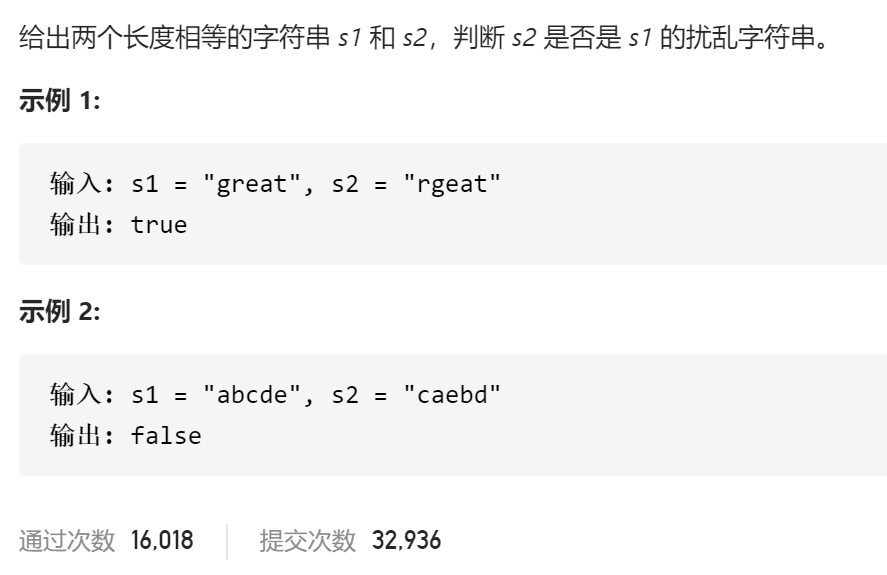 给出两个长度相等的字符串 s1 和 s2，判断 s2 是否是 s1 的扰乱字符串。
示例 1:
输入: s1 = "great", s2 = "rgeat"
输出: true
示例 2:
输入: s1 = "abcde", s2 = "caebd"
输出: false
通过次数 16,018 提交次数 32,936